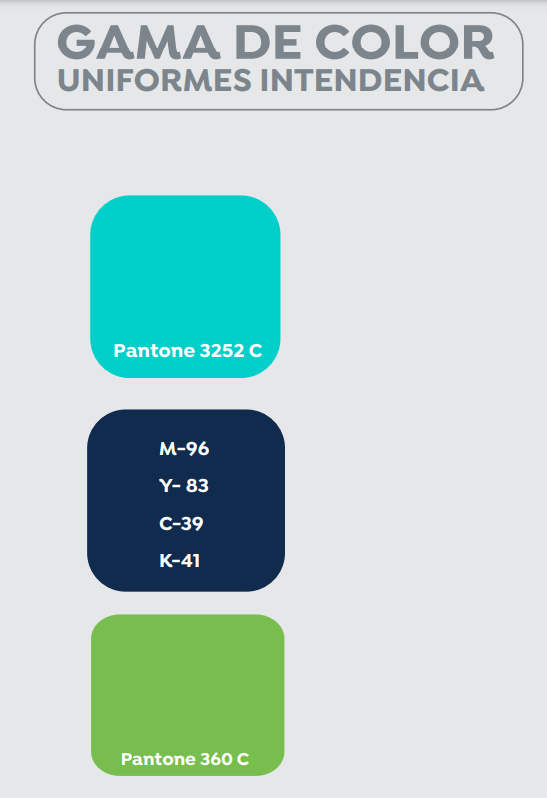 GAMA DE COLOR
UNIFORMES INTENDENCIA
Pantone 3252 C
M-96
Y- 83
C-39
K-41
Pantone 360 C